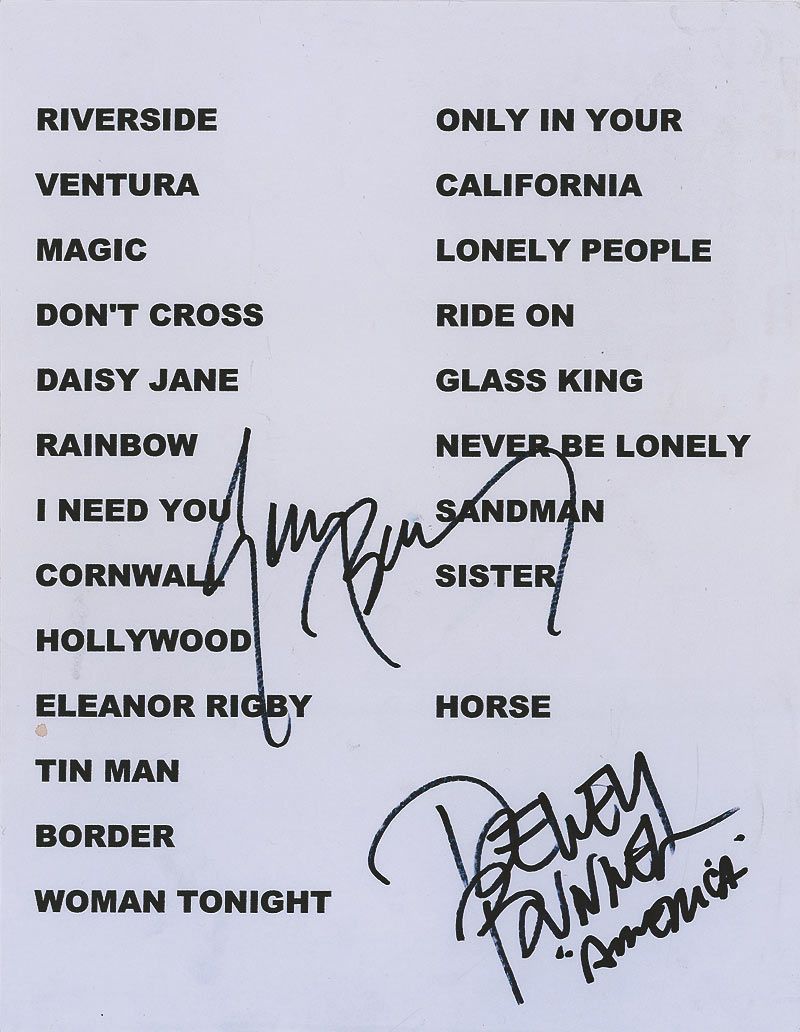 RIVERSIDE
VENTURA
MAGIC
DON'T CROSS
DAISY JANE
RAINBOW
I NEED YOU
CORNWALL
HOLLYWOOD
ELEANOR RIGBY
TIN MAN
BORDER
WOMAN TONIGHT
ONLY IN YOUR
CALIFORNIA
LONELY PEOPLE
RIDE ON
GLASS KING
NEVER BE LONELY
SANDMAN
SISTER
HORSE
DEWEY
BUNNELL
"AMERICA"